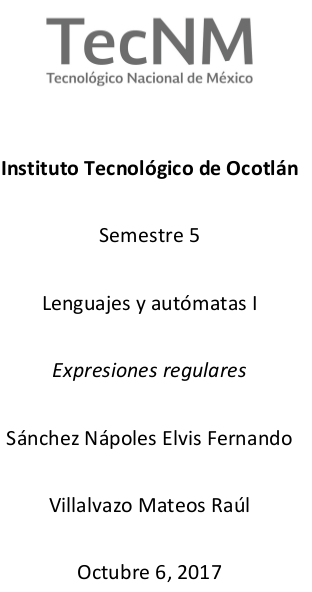 TecNM
Tecnológico Nacional de México
Instituto Tecnológico de Ocotlán
Semestre 5
Lenguajes y autómatas I
Expresiones regulares
Sánchez Nápoles Elvis Fernando
Villalvazo Mateos Raúl
Octubre 6, 2017